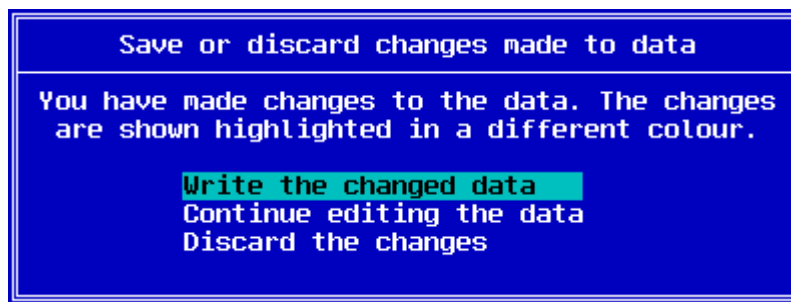 Save or discard changes made to data
You have made changes to the data. The changes
are shown highlighted in a different colour.
Write the changed data
Continue editing the data
Discard the changes